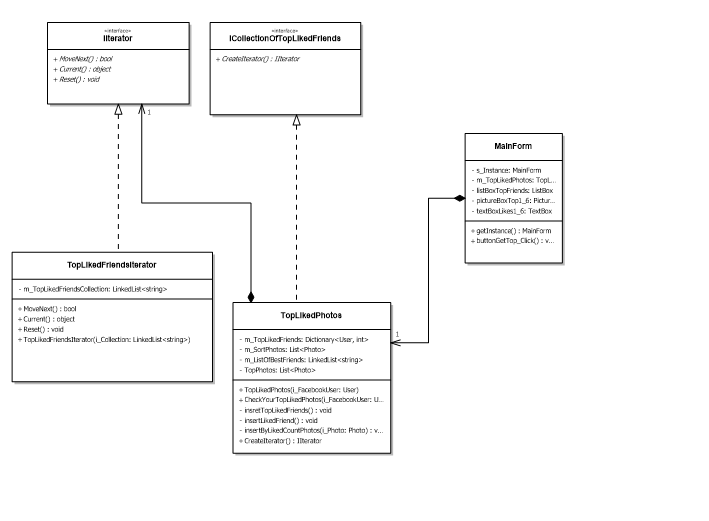 «interface»
IIterator
+ MoveNext() : bool
+ Current() : object
+ Reset() : void
«interface»
ICollectionOfTopLikedFriends
+ CreateIterator() : IIterator
1
MainForm
- s_Instance: MainForm
- m_TopLikedPhotos: TopL...
- listBoxTopFriends: ListBox
- pictureBoxTop1_6: Pictur...
- textBoxLikes1_6: TextBox
+ getInstance() : MainForm
+ buttonGetTop_Click() : v...
TopLikedFriendsIterator
- m_TopLikedFriendsCollection: LinkedList<string>
+ MoveNext() : bool
+ Current() : object
+ Reset() : void
+ TopLikedFriendsIterator(i_Collection: LinkedList<string>)
TopLikedPhotos
- m_TopLikedFriends: Dictionary<User, int>
- m_SortPhotos: List<Photo>
- m_ListOfBestFriends: LinkedList<string>
- TopPhotos: List<Photo>
+ TopLikedPhotos(i_FacebookUser: User)
+ CheckYourTopLikedPhotos(i_FacebookUser: U...
- insretTopLikedFriends() : void
- insertLikedFriend() : void
- insertByLikedCountPhotos(i_Photo: Photo) : v...
+ CreateIterator() : IIterator
1